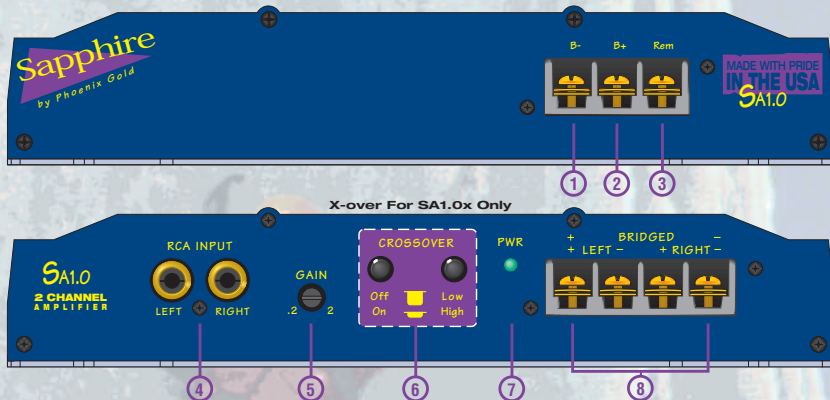 Sapphire
by Phoenix Gold
B- B+ Rem
MADE WITH PRIDE
IN THE USA
SA1.0
1 2 3
X-over For SA1.0x Only
SA1.0
2 CHANNEL
AMPLIFIER
RCA INPUT
LEFT RIGHT
GAIN
.2 2
CROSSOVER
Off Low
On High
PWR
+ BRIDGED -
+ LEFT - + RIGHT -
4 5 6 7 8